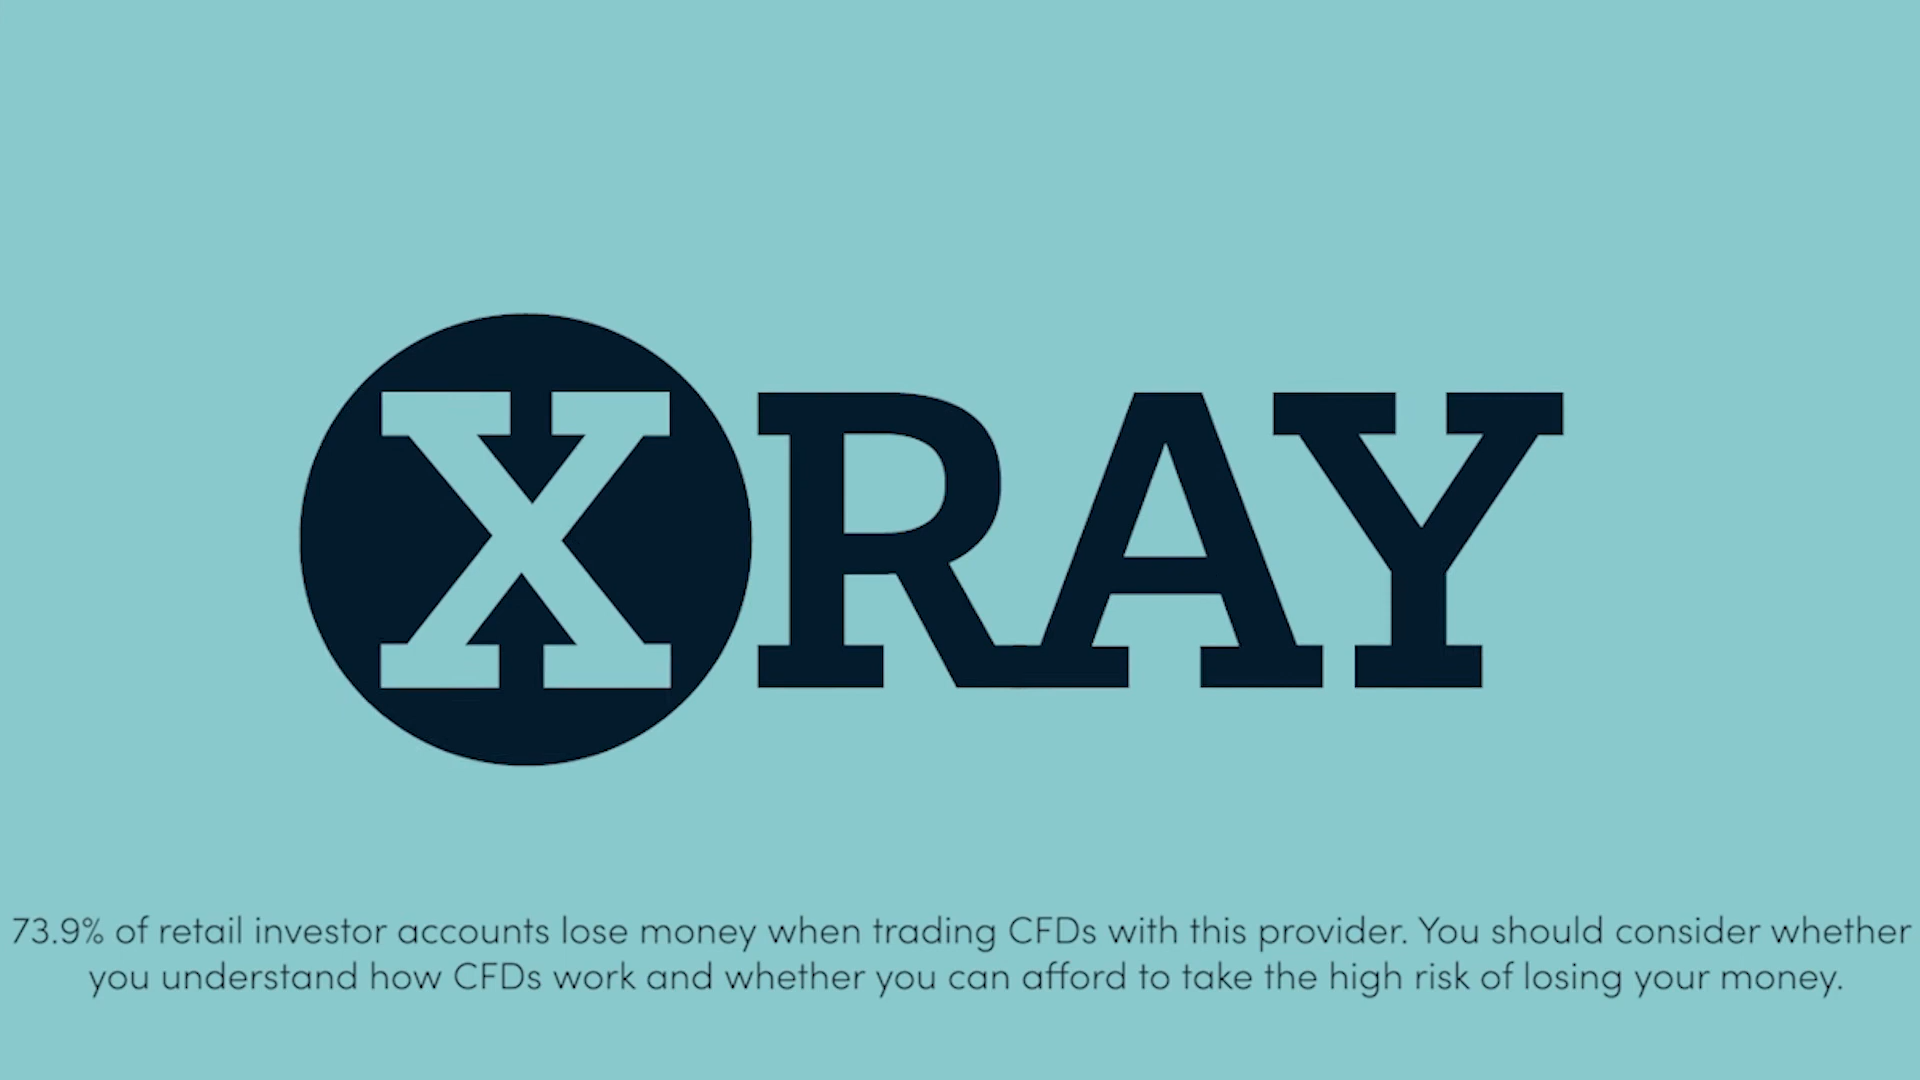 XRAY
73.9% of retail investor accounts lose money when trading CFDs with this provider. You should consider whether
you understand how CFDs work and whether you can afford to take the high risk of losing your money.